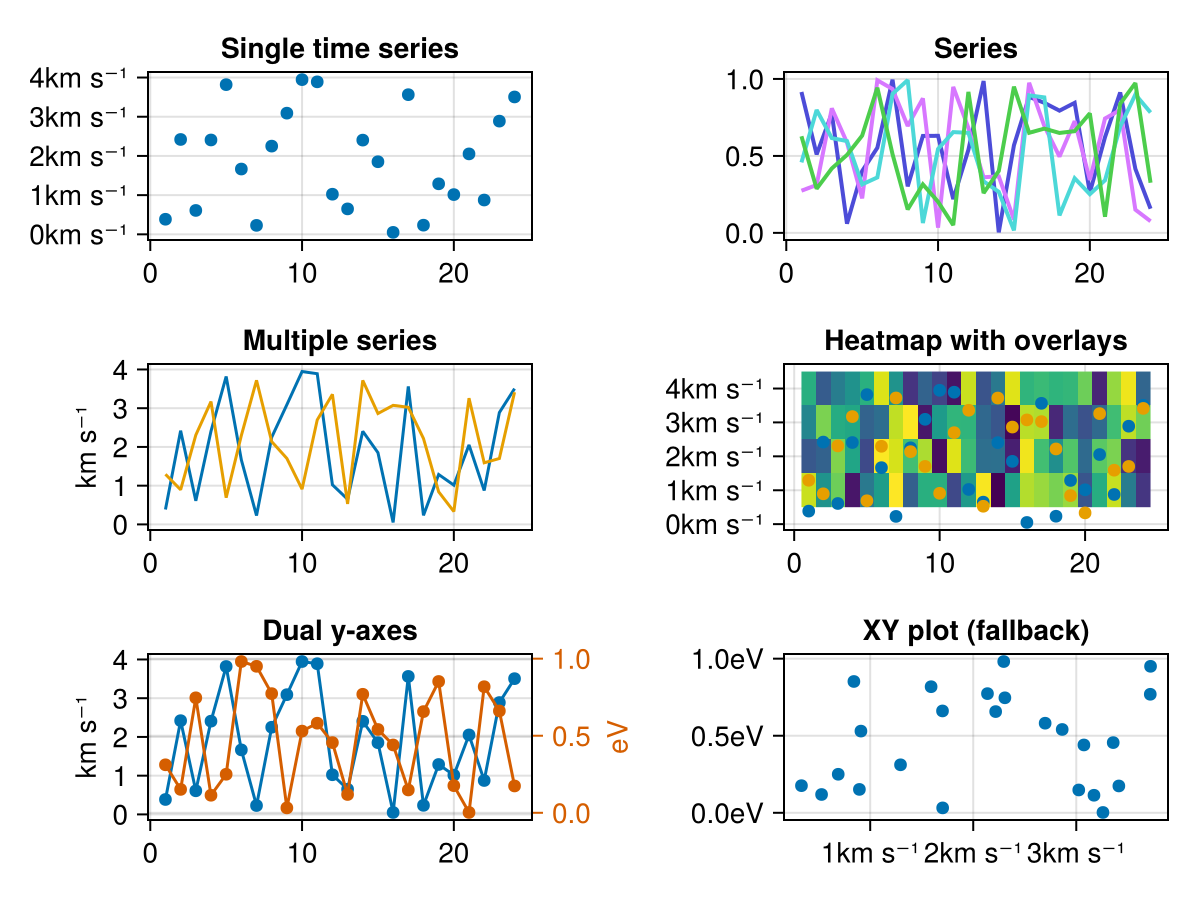 Single time series
4km s⁻¹
3km s⁻¹
2km s⁻¹
1km s⁻¹
0km s⁻¹
0 10 20
Series
1.0
0.5
0.0
0 10 20
Multiple series
km s⁻¹
4
3
2
1
0
0 10 20
Heatmap with overlays
4km s⁻¹
3km s⁻¹
2km s⁻¹
1km s⁻¹
0km s⁻¹
0 10 20
Dual y-axes
km s⁻¹
4
3
2
1
0
0 10 20
1.0
0.5
0.0
eV
XY plot (fallback)
1.0eV
0.5eV
0.0eV
1km s⁻¹ 2km s⁻¹ 3km s⁻¹